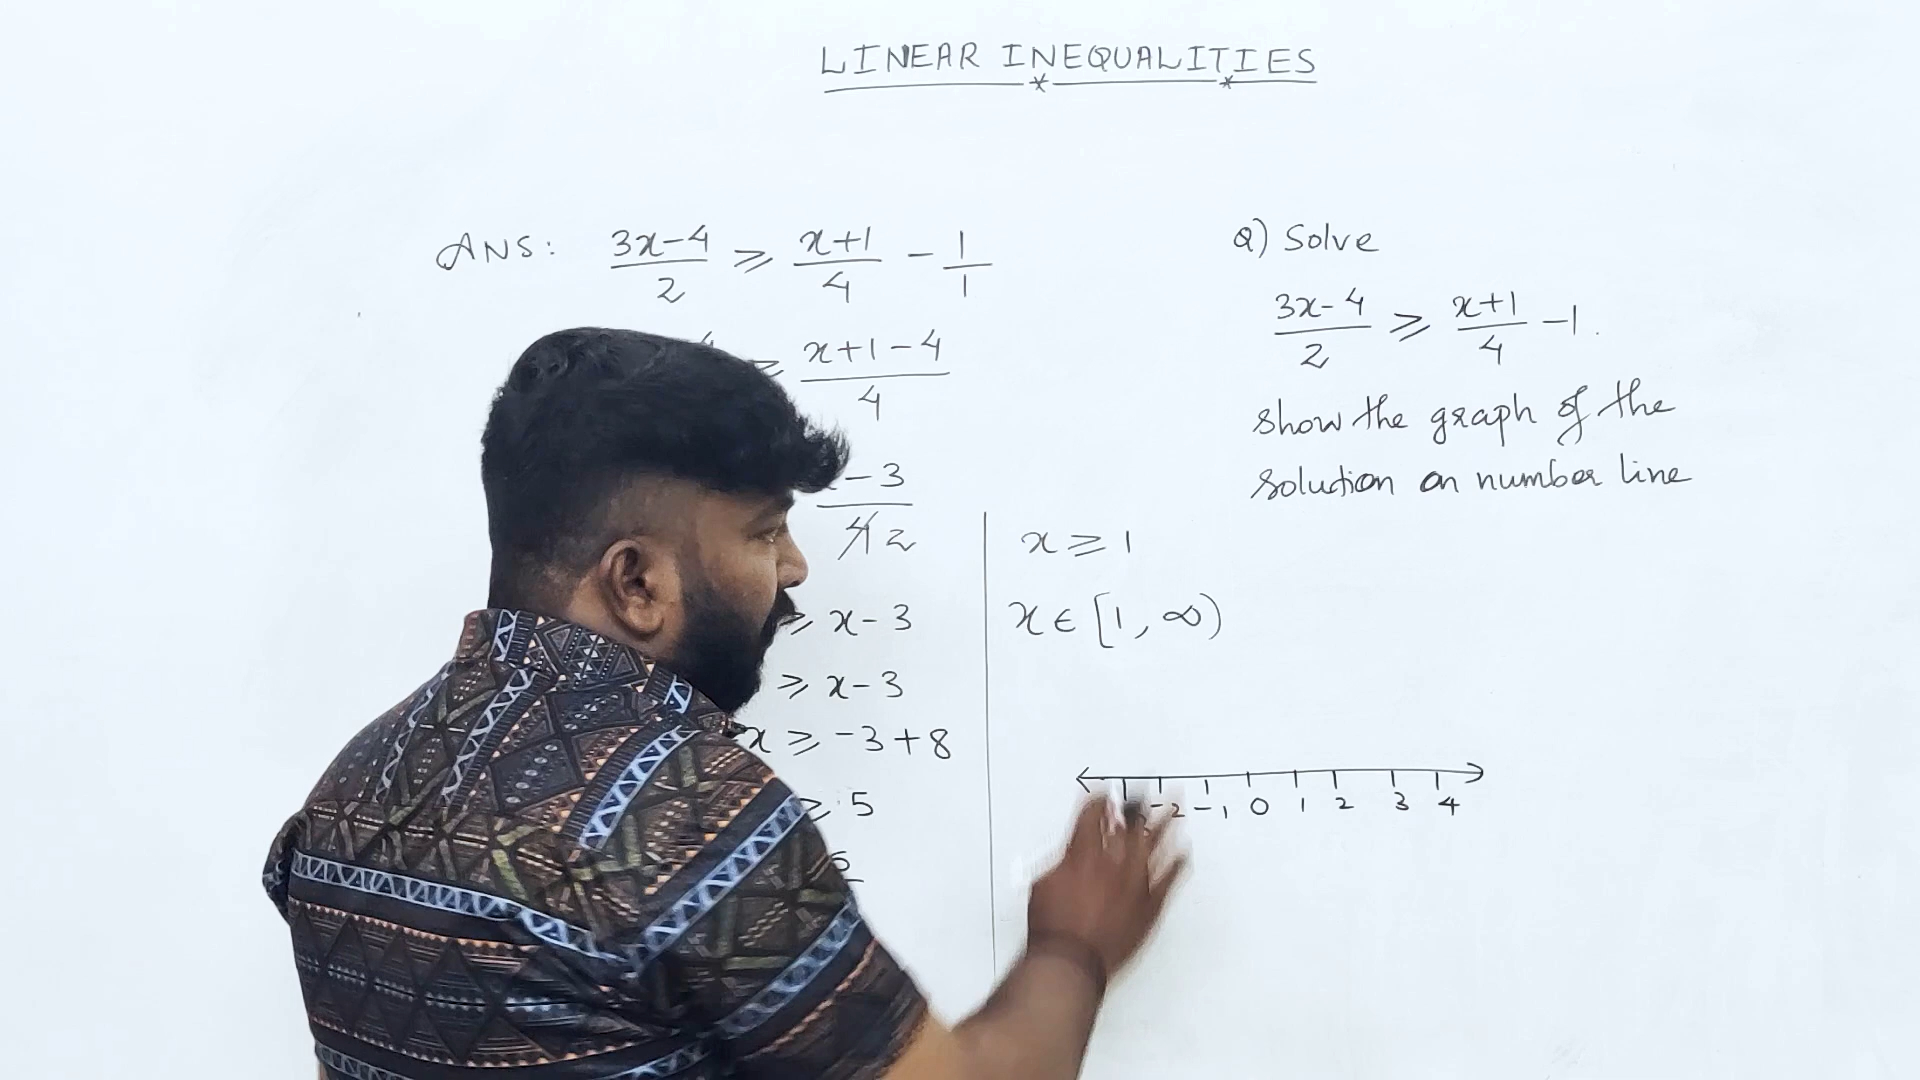 LINEAR INEQUALITIES
ANS: (3x-4)/2 ⩾ (x+1)/4 - 1/1
4 ⩾ (x+1-4)/4
-3/4 2
⩾ x-3
⩾ x-3
x ⩾ -3+8
⩾ 5
5
x ⩾ 1
x ∈ [1, ∞)
-2 -1 0 1 2 3 4
Q) Solve
(3x-4)/2 ⩾ (x+1)/4 -1.
show the graph of the
solution on number line